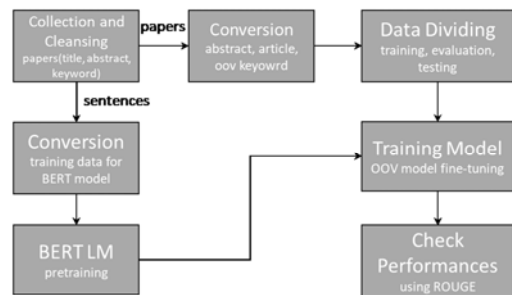 Collection and
Cleansing
papers(title, abstract,
keyword)
papers
Conversion
abstract, article,
oov keyowrd
Data Dividing
training, evaluation,
testing
sentences
Conversion
training data for
BERT model
Training Model
OOV model fine-tuning
BERT LM
pretraining
Check
Performances
using ROUGE